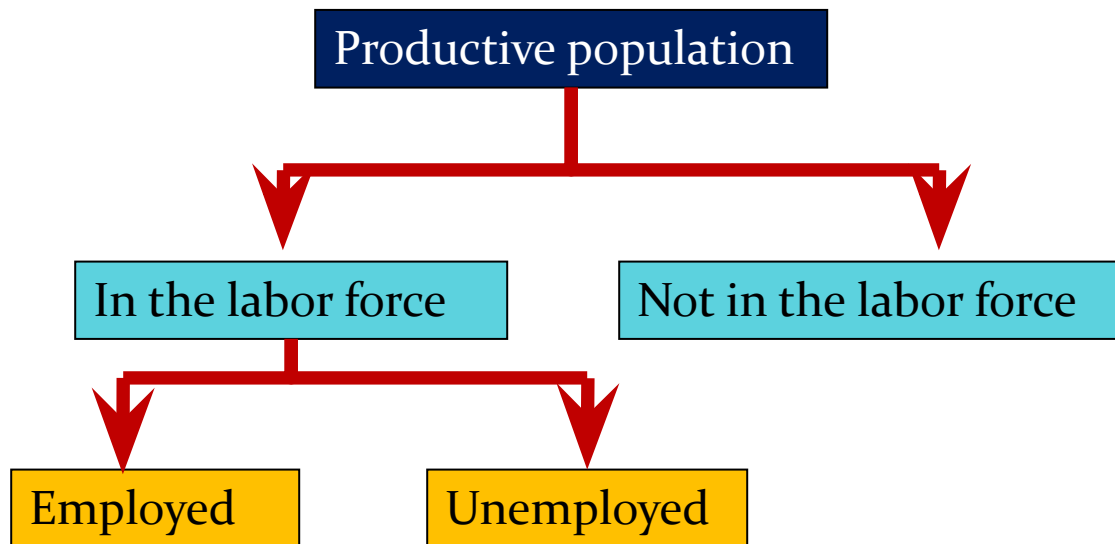 Productive population
In the labor force
Not in the labor force
Employed
Unemployed